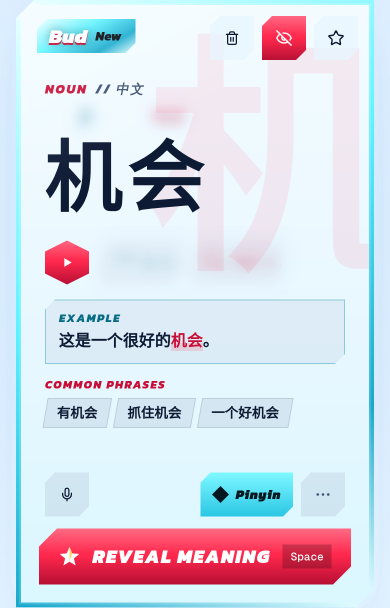 Bud New
NOUN // 中文
机
机会
EXAMPLE
这是一个很好的机会。
COMMON PHRASES
有机会 抓住机会 一个好机会
Pinyin
REVEAL MEANING Space